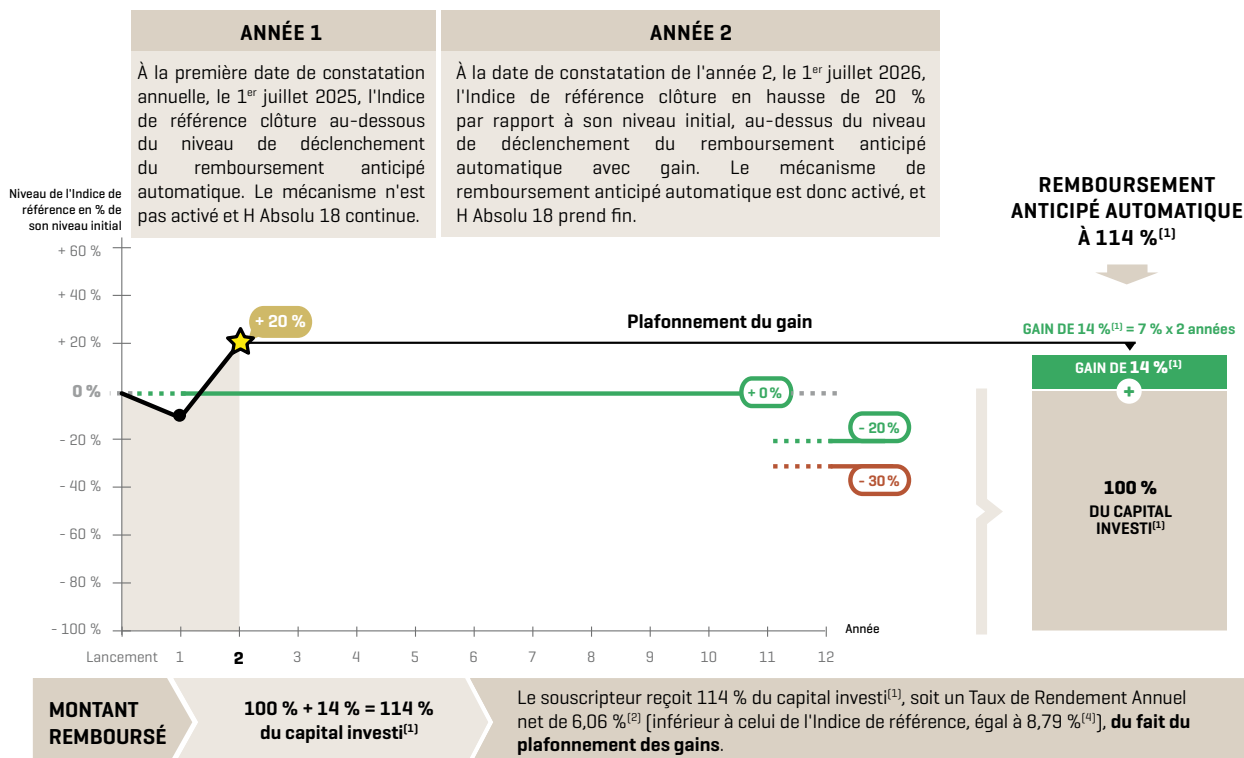 ANNÉE 1
À la première date de constatation
annuelle, le 1er juillet 2025, l'Indice
de référence clôture au-dessous
du niveau de déclenchement
du remboursement anticipé
automatique. Le mécanisme n'est
pas activé et H Absolu 18 continue.
ANNÉE 2
À la date de constatation de l'année 2, le 1er juillet 2026,
l'Indice de référence clôture en hausse de 20 %
par rapport à son niveau initial, au-dessus du niveau
de déclenchement du remboursement anticipé
automatique avec gain. Le mécanisme de
remboursement anticipé automatique est donc activé, et
H Absolu 18 prend fin.
Niveau de l'Indice de
référence en % de
son niveau initial
REMBOURSEMENT
ANTICIPÉ AUTOMATIQUE
À 114 %(1)
+ 60 %
+ 40 %
+ 20 %
0 %
- 20 %
- 40 %
- 60 %
- 80 %
- 100 %
+ 20 %
Plafonnement du gain
+ 0 %
- 20 %
- 30 %
GAIN DE 14 %(1) = 7 % x 2 années
GAIN DE 14 %(1)
+
100 %
DU CAPITAL
INVESTI(1)
Année
Lancement 1 2 3 4 5 6 7 8 9 10 11 12
MONTANT
REMBOURSÉ
100 % + 14 % = 114 %
du capital investi(1)
Le souscripteur reçoit 114 % du capital investi(1), soit un Taux de Rendement Annuel
net de 6,06 %(2) (inférieur à celui de l'Indice de référence, égal à 8,79 %(4)), du fait du
plafonnement des gains.